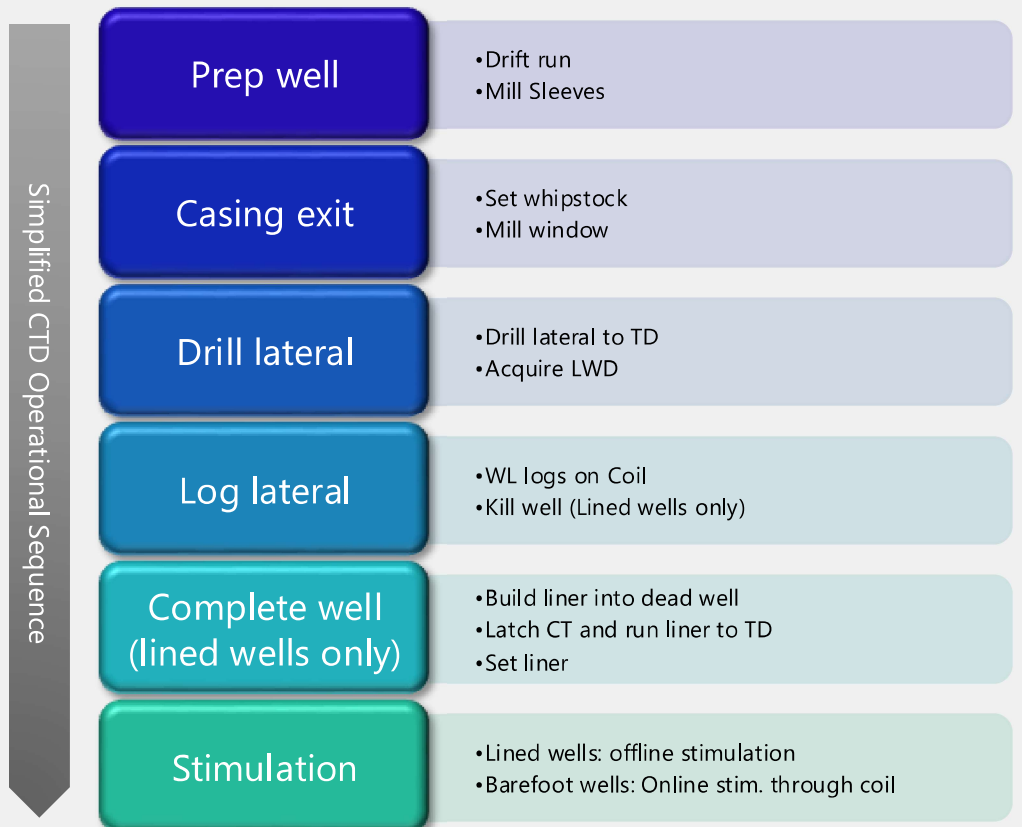 Simplified CTD Operational Sequence
Prep well
•Drift run
•Mill Sleeves
Casing exit
•Set whipstock
•Mill window
Drill lateral
•Drill lateral to TD
•Acquire LWD
Log lateral
•WL logs on Coil
•Kill well (Lined wells only)
Complete well
(lined wells only)
•Build liner into dead well
•Latch CT and run liner to TD
•Set liner
Stimulation
•Lined wells: offline stimulation
•Barefoot wells: Online stim. through coil